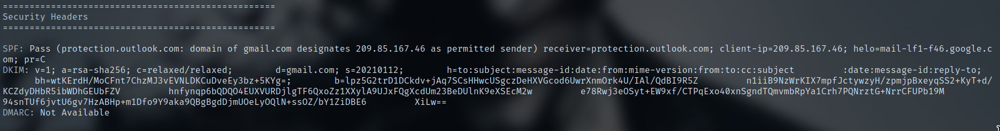 ===================================================
Security Headers
===================================================
SPF: Pass (protection.outlook.com: domain of gmail.com designates 209.85.167.46 as permitted sender) receiver=protection.outlook.com; client-ip=209.85.167.46; helo=mail-lf1-f46.google.c
om; pr=C
DKIM: v=1; a=rsa-sha256; c=relaxed/relaxed;        d=gmail.com; s=20210112;        h=to:subject:message-id:date:from:mime-version:from:to:cc:subject         :date:message-id:reply-to;
      bh=wtKErdH/MoCFnt7ChzMJ3vEVNLDKCuDveEy3bz+5KYg=;        b=lpz5G2trD1DCkdv+jAq7SCsHHwcUSgczDeHXVGcod6UwrXnmOrk4U/IAl/QdBI9R5Z         n1iiB9NzWrKIX7mpfJctywzyH/zpmjpBxeyqSS2+KyT+d/
KCZdyDHbR5ibWDhGEUbFZV         hnfynqp6bQDQO4EUXVURDjlgTF6QxoZz1XXylA9UJxFQgXcdUm23BeDUlnK9eXSEcM2w         e78Rwj3eOSyt+EW9xf/CTPqExo40xnSgndTQmvmbRpYa1Crh7PQNrztG+NrrCFUPb19M
94snTUf6jvtU6gv7HzABHp+m1Dfo9Y9aka9QBgBgdDjmUOeLyOQlN+ssOZ/bY1ZiDBE6         XiLw==
DMARC: Not Available